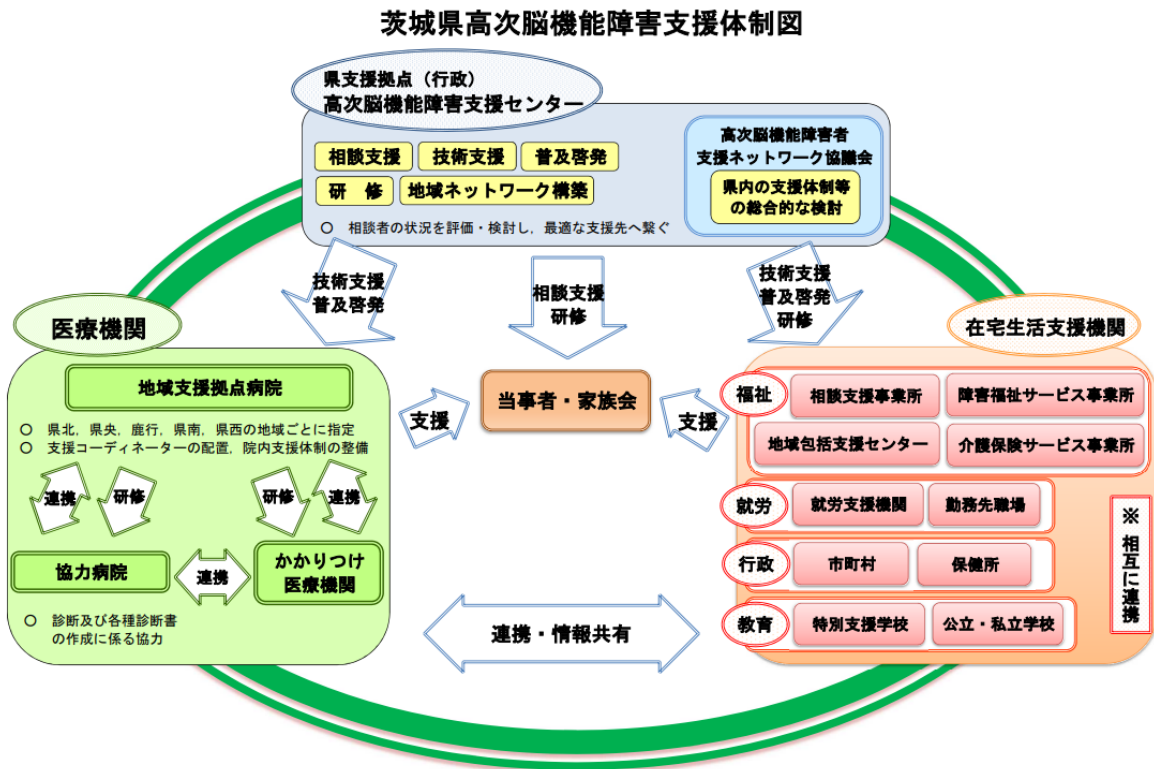 茨城県高次脳機能障害支援体制図
県支援拠点（行政）
高次脳機能障害支援センター
相談支援
技術支援
普及啓発
研　修
地域ネットワーク構築
○　相談者の状況を評価・検討し，最適な支援先へ繋ぐ
高次脳機能障害者
支援ネットワーク協議会
県内の支援体制等
の総合的な検討
技術支援
普及啓発
相談支援
研修
技術支援
普及啓発
研修
医療機関
地域支援拠点病院
○　県北，県央，鹿行，県南，県西の地域ごとに指定
○　支援コーディネーターの配置，院内支援体制の整備
連携
研修
研修
連携
協力病院
連携
かかりつけ
医療機関
○　診断及び各種診断書
の作成に係る協力
支援
当事者・家族会
支援
連携・情報共有
在宅生活支援機関
福祉
相談支援事業所
障害福祉サービス事業所
地域包括支援センター
介護保険サービス事業所
就労
就労支援機関
勤務先職場
行政
市町村
保健所
教育
特別支援学校
公立・私立学校
※相互に連携